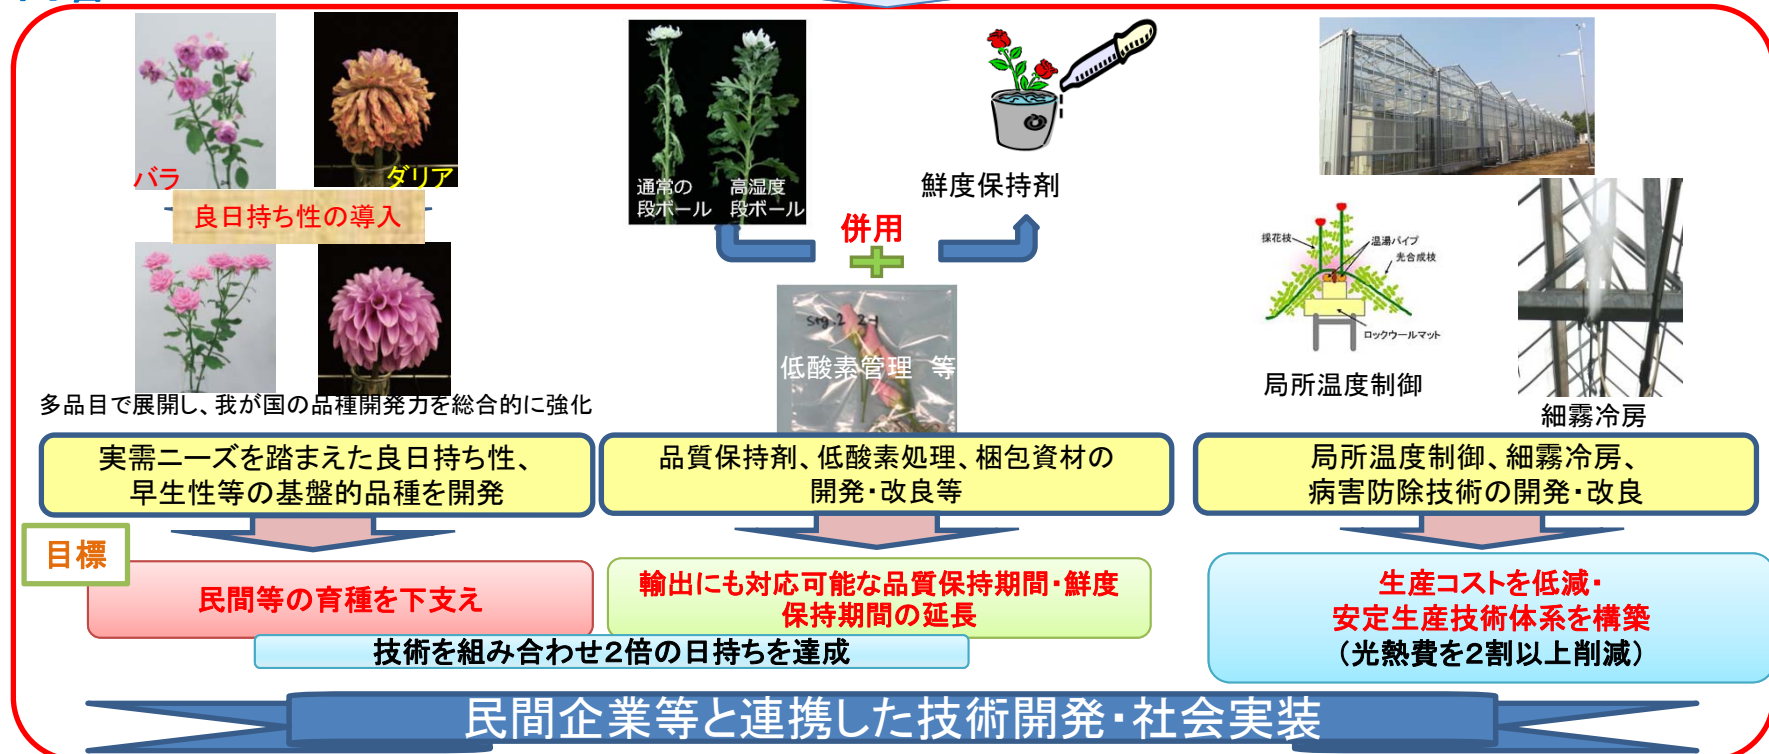 バラ
ダリア
良日持ち性の導入
多品目で展開し、我が国の品種開発力を総合的に強化
実需ニーズを踏まえた良日持ち性、
早生性等の基盤的品種を開発
通常の
段ボール
高湿度
段ボール
鮮度保持剤
併用
stg.2 2-1
低酸素管理 等
品質保持剤、低酸素処理、梱包資材の
開発・改良等
採花枝
温湯パイプ
光合成枝
ロックウールマット
局所温度制御
細霧冷房
局所温度制御、細霧冷房、
病害防除技術の開発・改良
目標
民間等の育種を下支え
輸出にも対応可能な品質保持期間・鮮度
保持期間の延長
技術を組み合わせ2倍の日持ちを達成
生産コストを低減・
安定生産技術体系を構築
(光熱費を2割以上削減)
民間企業等と連携した技術開発・社会実装